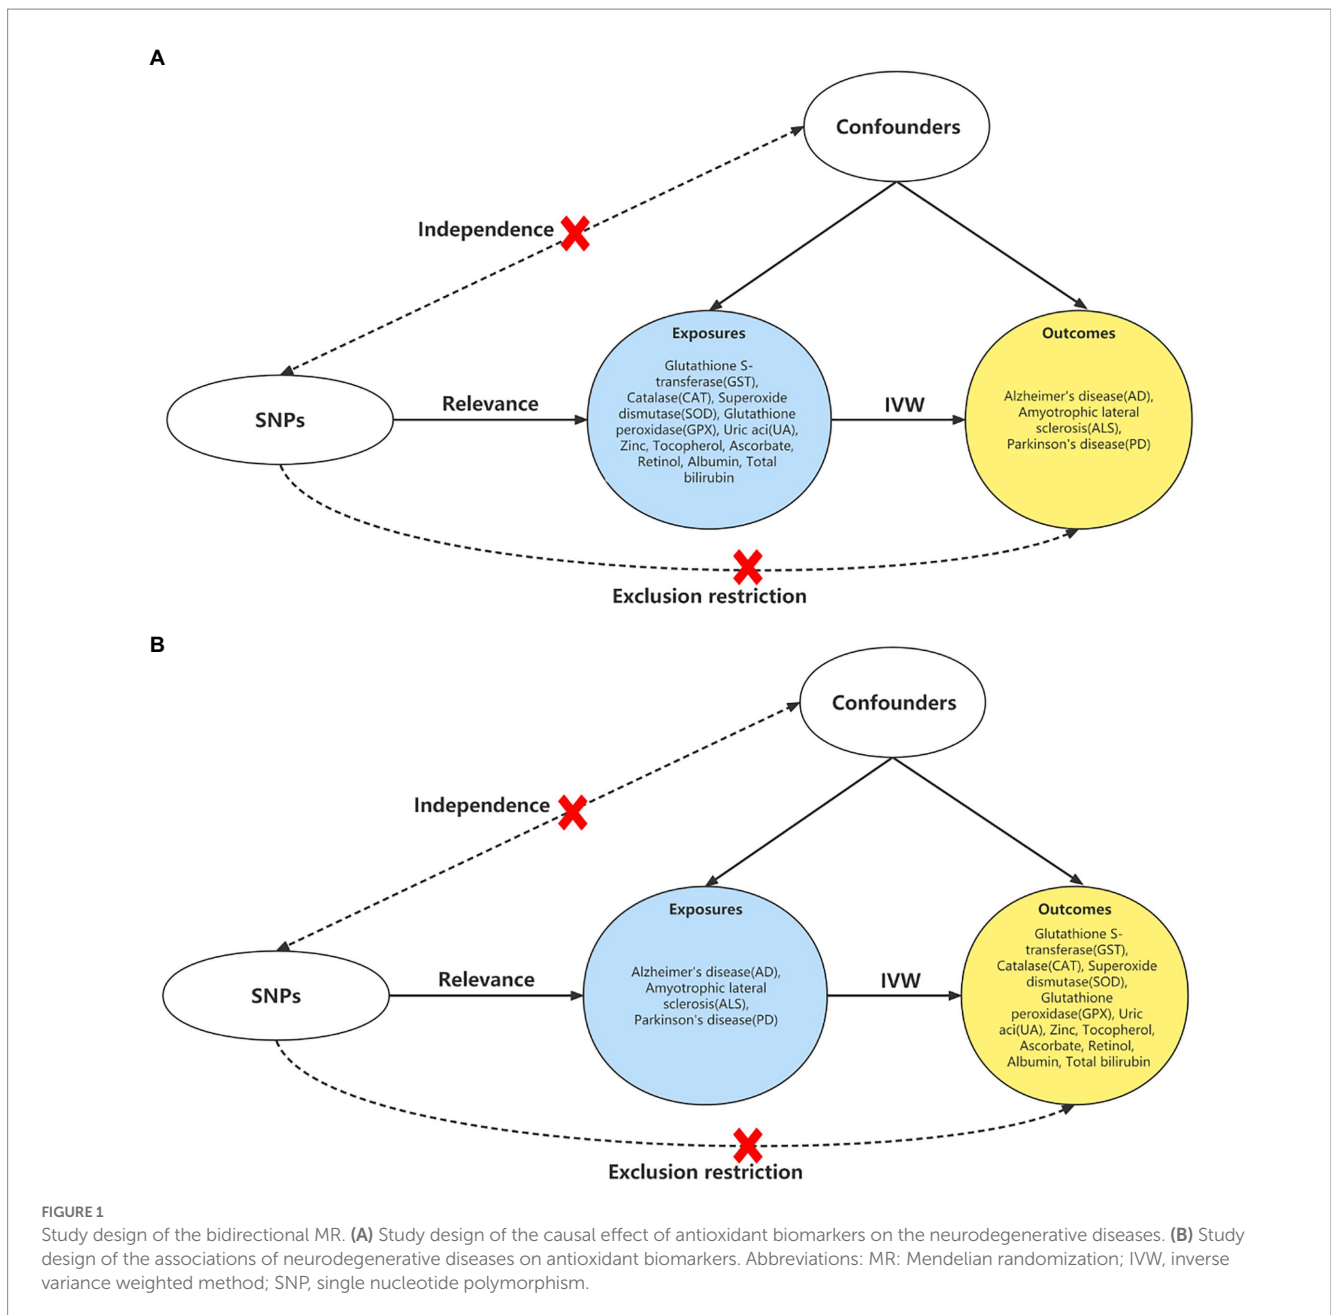 A
Confounders
Independence
Exposures
Glutathione S-
transferase(GST),
Catalase(CAT), Superoxide
dismutase(SOD), Glutathione
peroxidase(GPX), Uric aci(UA),
Zinc, Tocopherol, Ascorbate,
Retinol, Albumin, Total
bilirubin
Outcomes
Alzheimer's disease(AD),
Amyotrophic lateral
sclerosis(ALS),
Parkinson's disease(PD)
SNPs
Relevance
IVW
Exclusion restriction
B
Confounders
Independence
Exposures
Alzheimer's disease(AD),
Amyotrophic lateral
sclerosis(ALS),
Parkinson's disease(PD)
Outcomes
Glutathione S-
transferase(GST),
Catalase(CAT), Superoxide
dismutase(SOD),
Glutathione
peroxidase(GPX), Uric
aci(UA), Zinc, Tocopherol,
Ascorbate, Retinol,
Albumin, Total bilirubin
SNPs
Relevance
IVW
Exclusion restriction
FIGURE 1
Study design of the bidirectional MR. (A) Study design of the causal effect of antioxidant biomarkers on the neurodegenerative diseases. (B) Study
design of the associations of neurodegenerative diseases on antioxidant biomarkers. Abbreviations: MR: Mendelian randomization; IVW, inverse
variance weighted method; SNP, single nucleotide polymorphism.